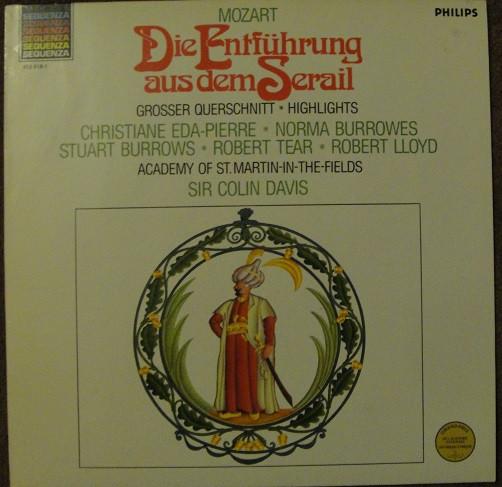 SEQUENZA
SEQUENZA
SEQUENZA
SEQUENZA
SEQUENZA
SEQUENZA
MOZART
PHILIPS
Die Entführung
aus dem Serail
GROSSER QUERSCHNITT • HIGHLIGHTS
CHRISTIANE EDA-PIERRE • NORMA BURROWES
STUART BURROWS • ROBERT TEAR • ROBERT LLOYD
ACADEMY OF ST. MARTIN-IN-THE-FIELDS
SIR COLIN DAVIS